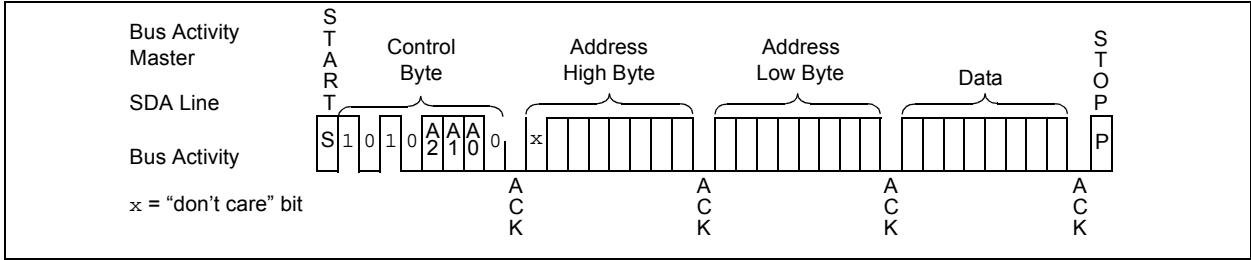 Bus Activity
Master
SDA Line
Bus Activity
x = “don’t care” bit
START
Control
Byte
Address
High Byte
Address
Low Byte
Data
STOP
S 1 0 1 0 A2 A1 A0 0 x P
ACK
ACK
ACK
ACK